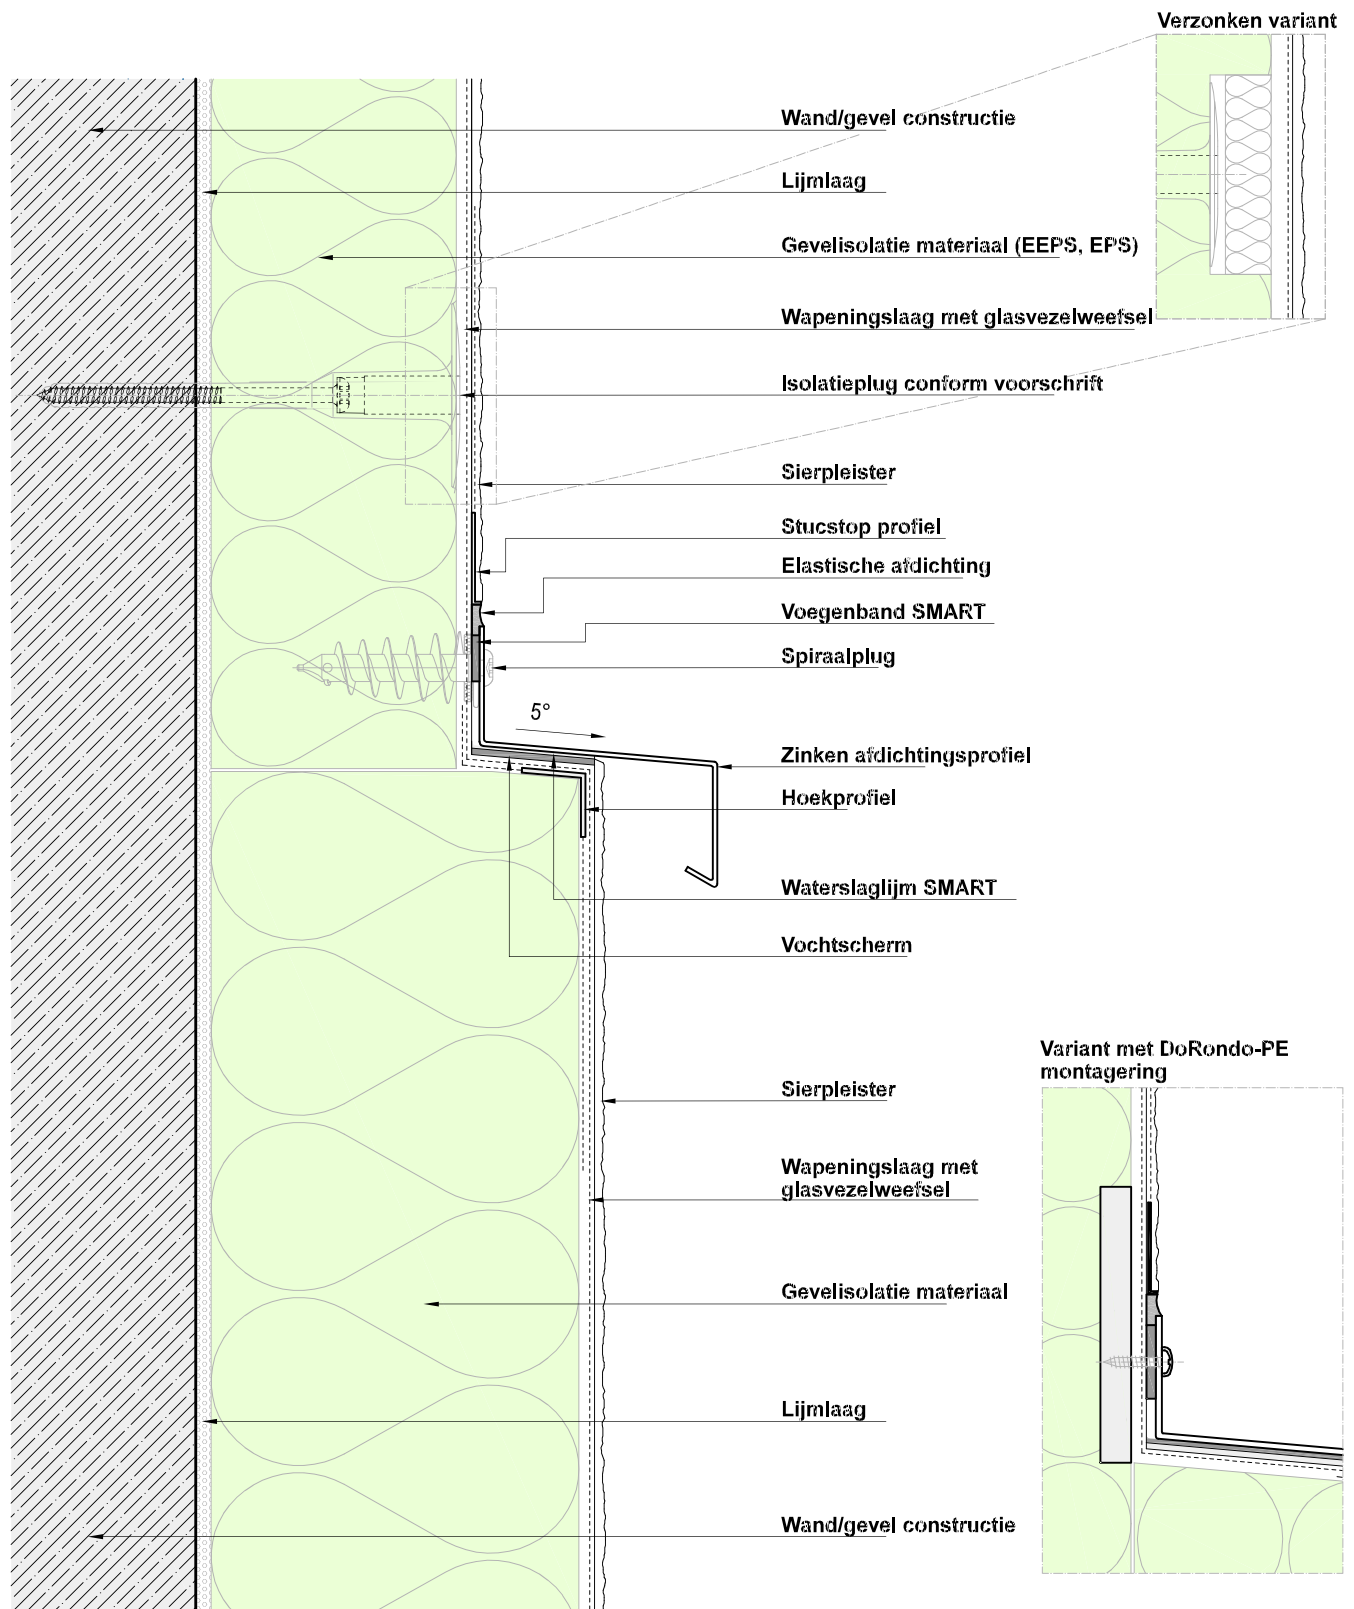 Verzonken variant
Wand/gevel constructie
Lijmlaag
Gevelisolatie materiaal (EEPS, EPS)
Wapeningslaag met glasvezelweefsel
Isolatieplug conform voorschrift
Sierpleister
Stucstop profiel
Elastische afdichting
Voegenband SMART
Spiraalplug
5°
Zinken afdichtingsprofiel
Hoekprofiel
Waterslaglijm SMART
Vochtscherm
Variant met DoRondo-PE
montagering
Sierpleister
Wapeningslaag met
glasvezelweefsel
Gevelisolatie materiaal
Lijmlaag
Wand/gevel constructie